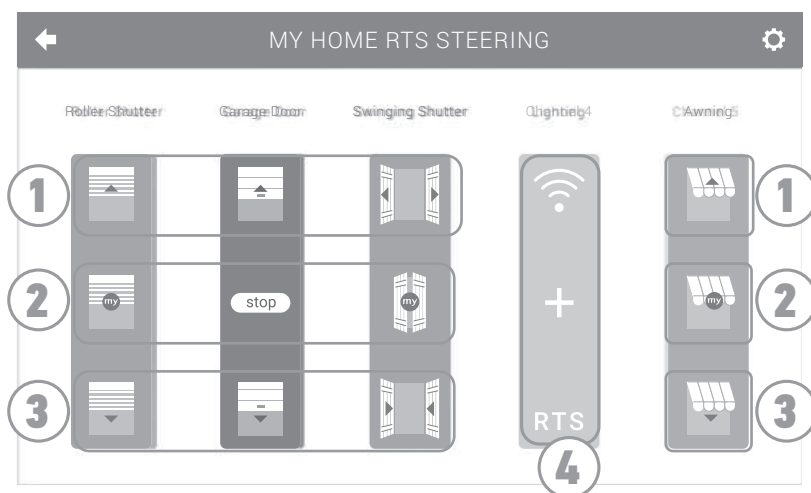 MY HOME RTS STEERING
Roller Shutter Garage Door Swinging Shutter Lighting Awning
1 1
2 my stop my my 2
3 RTS 3
4